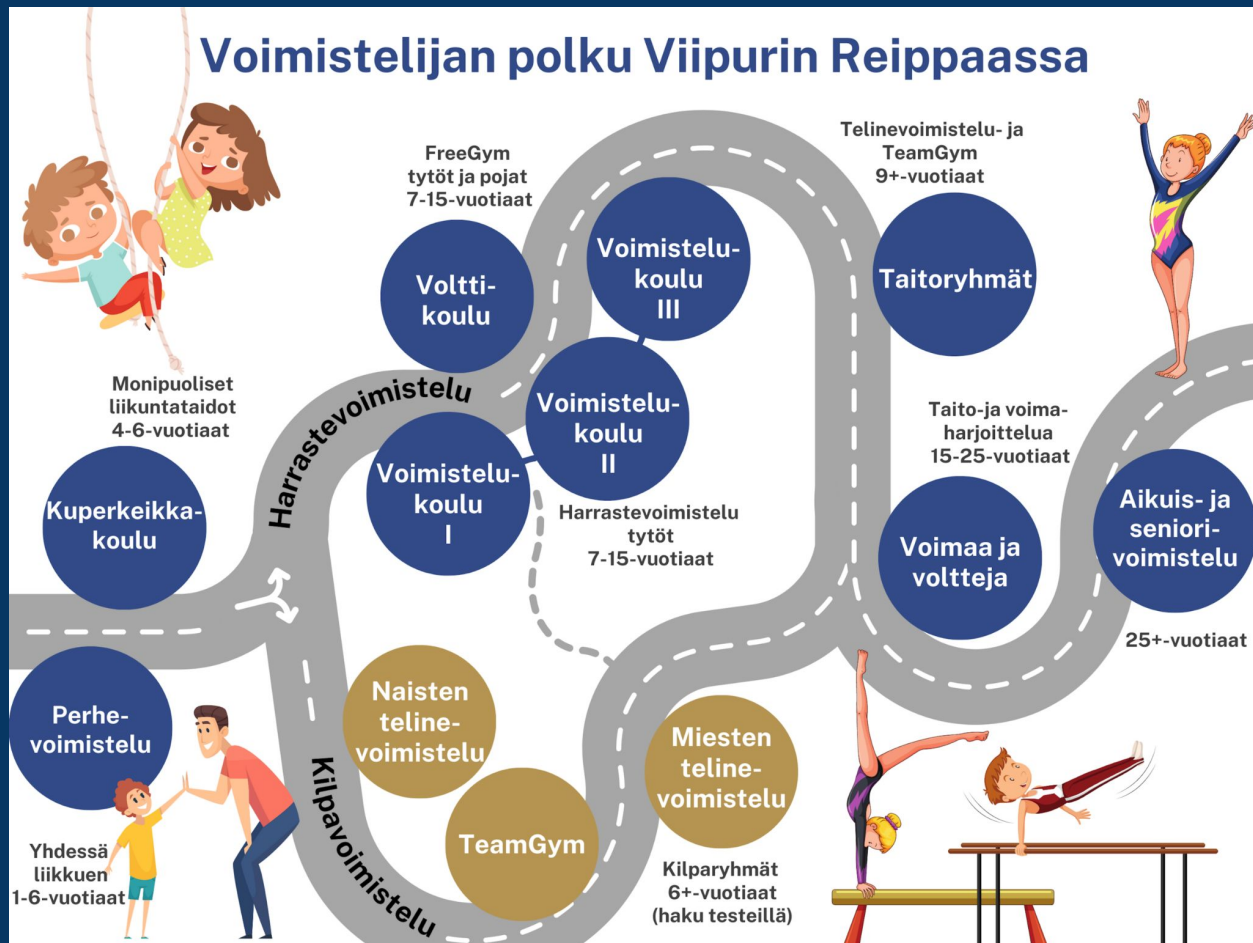 Voimistelijan polku Viipurin Reippaassa
FreeGym
tytöt ja pojat
7-15-vuotiaat
Telinevoimistelu- ja
TeamGym
9+-vuotiaat
Voltti-
koulu
Voimistelu-
koulu
III
Taitoryhmät
Monipuoliset
liikuntataidot
4-6-vuotiaat
Harrastevoimistelu
Voimistelu-
koulu
II
Voimistelu-
koulu
I
Taito-ja voima-
harjoittelua
15-25-vuotiaat
Kuperkeikka-
koulu
Harrastevoimistelu
tytöt
7-15-vuotiaat
Voimaa ja
voltteja
Aikuis- ja
seniori-
voimistelu
25+-vuotiaat
Perhe-
voimistelu
Naisten
teline-
voimistelu
Miesten
teline-
voimistelu
Kilpavoimistelu
TeamGym
Yhdessä
liikkuen
1-6-vuotiaat
Kilparyhmät
6+-vuotiaat
(haku testeillä)